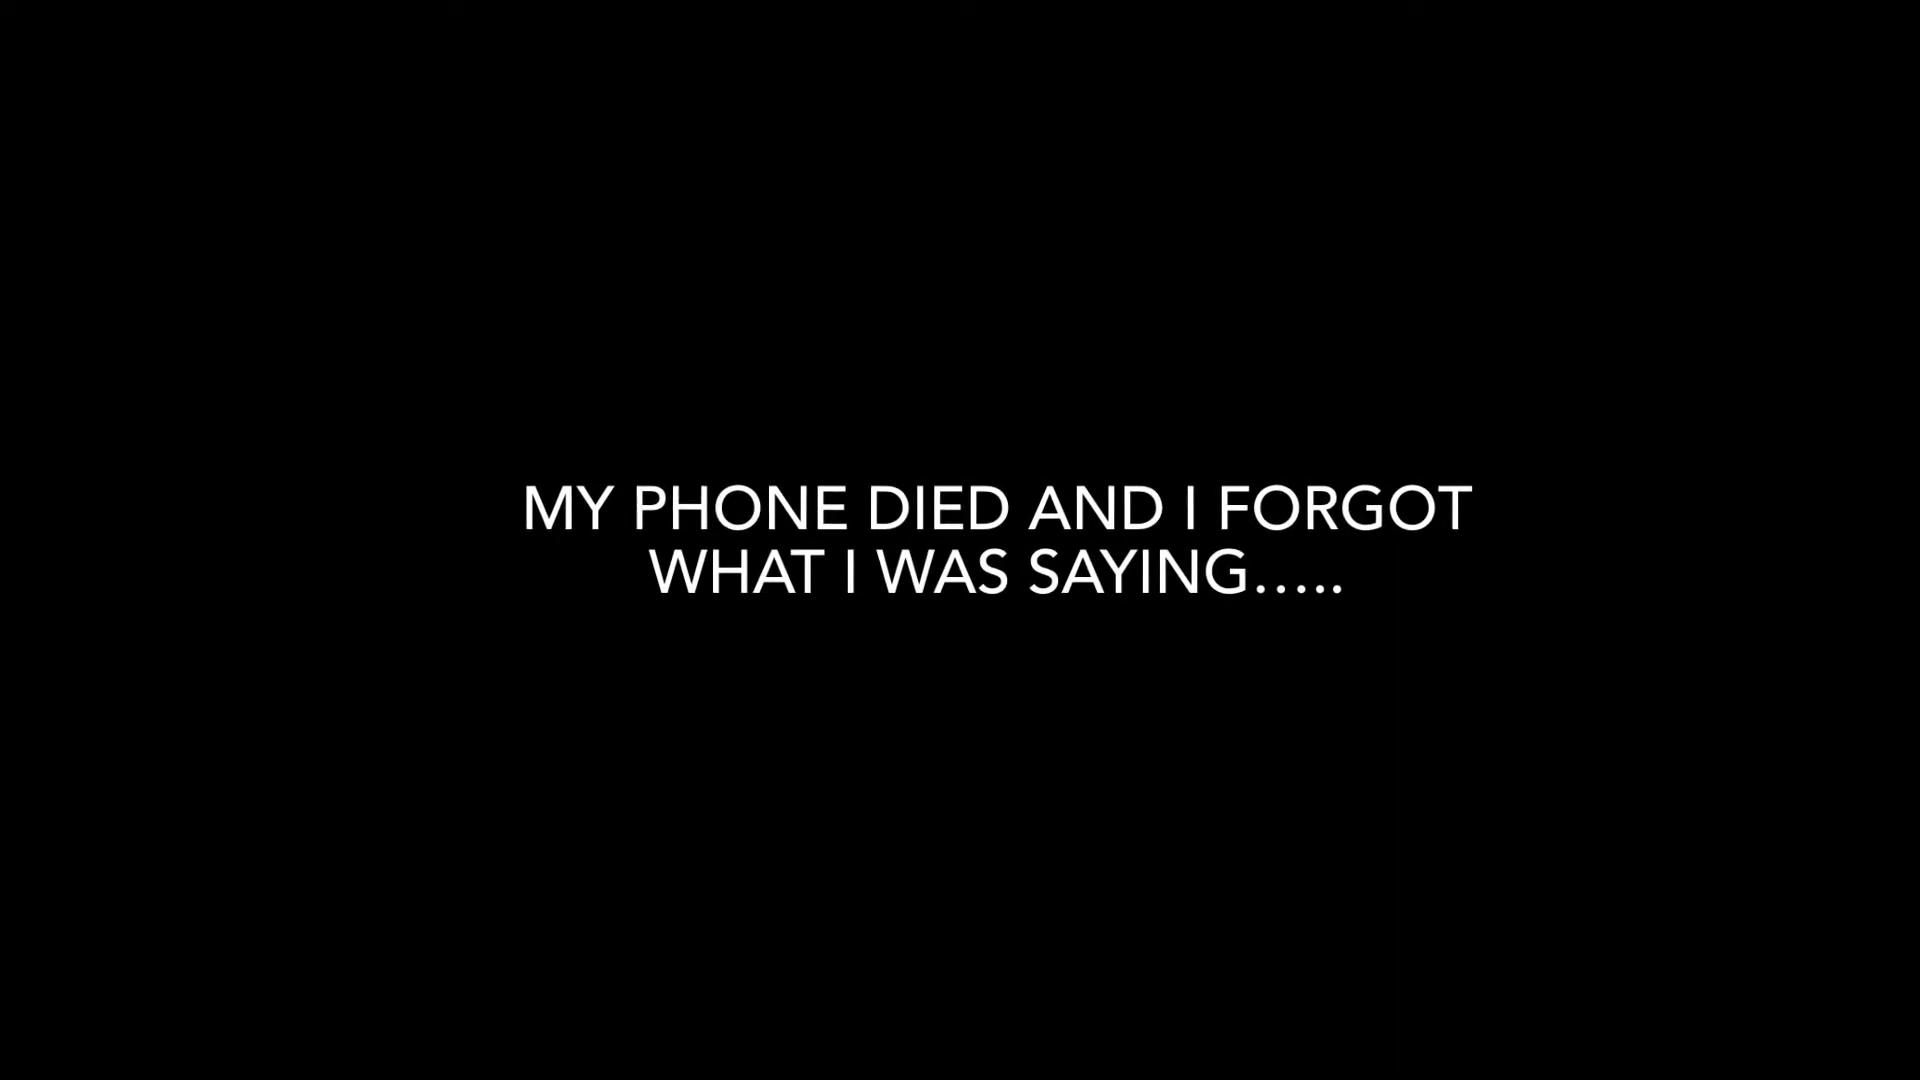 MY PHONE DIED AND I FORGOT
WHAT I WAS SAYING.....